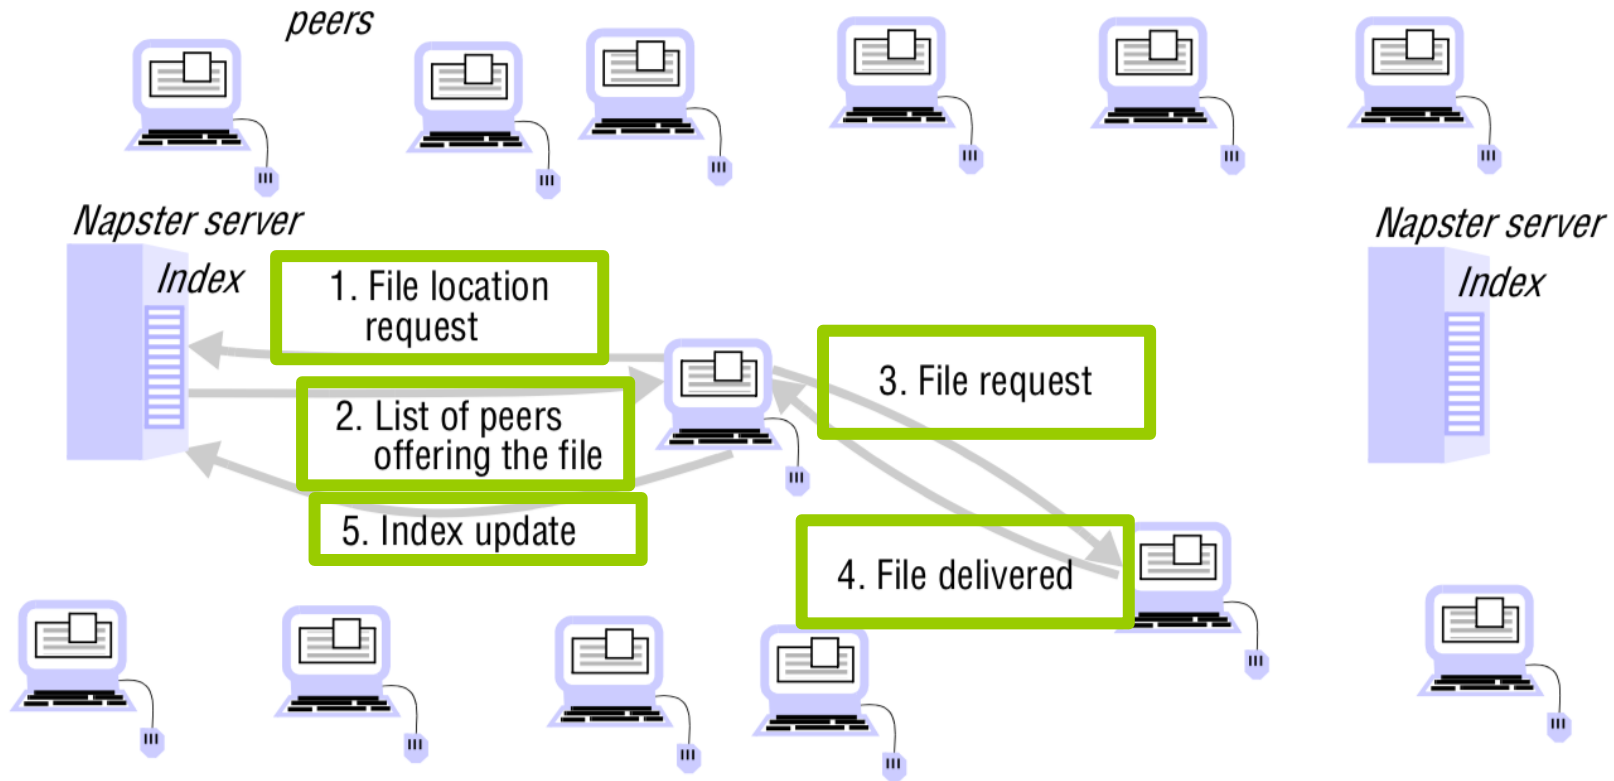 peers
Napster server
Index
Napster server
Index
1. File location
request
2. List of peers
offering the file
3. File request
5. Index update
4. File delivered